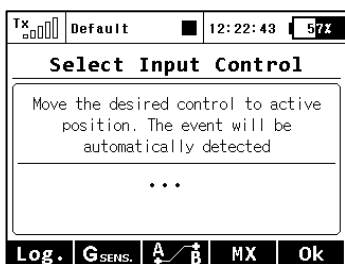 Tx Default 12:22:43 57%
Select Input Control
Move the desired control to active
position. The event will be
automatically detected
...
Log. GSENS. A B MX Ok